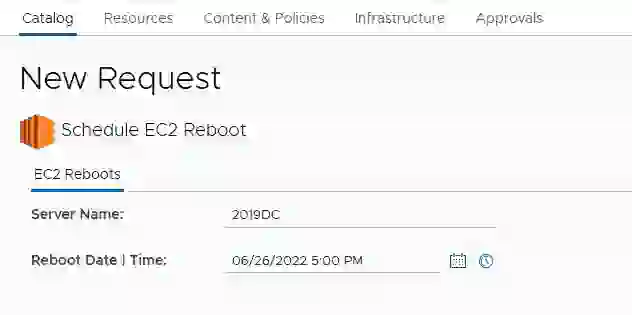 Catalog Resources Content & Policies Infrastructure Approvals
New Request
Schedule EC2 Reboot
EC2 Reboots
Server Name: 2019DC
Reboot Date | Time: 06/26/2022 5:00 PM